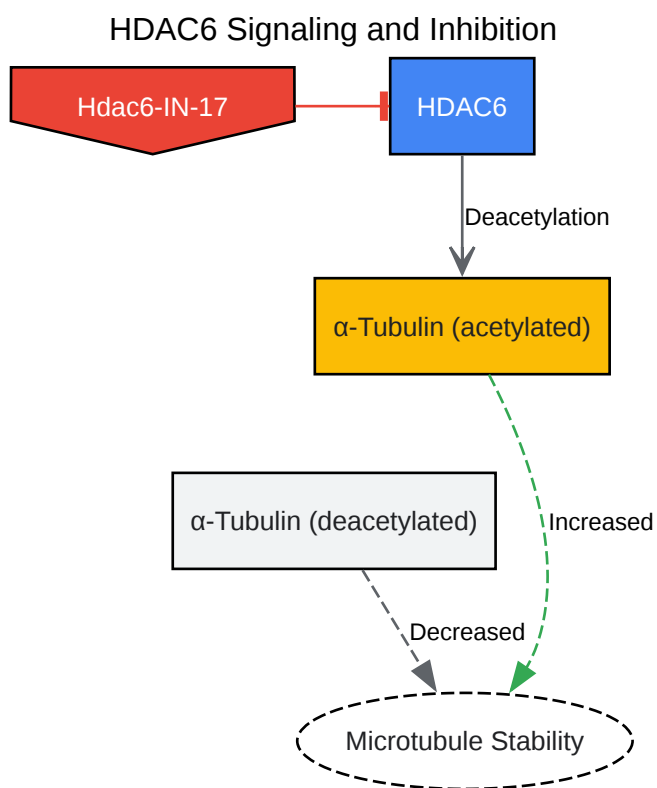 HDAC6 Signaling and Inhibition
Hdac6-IN-17
HDAC6
Deacetylation
α-Tubulin (acetylated)
α-Tubulin (deacetylated)
Increased
Decreased
Microtubule Stability